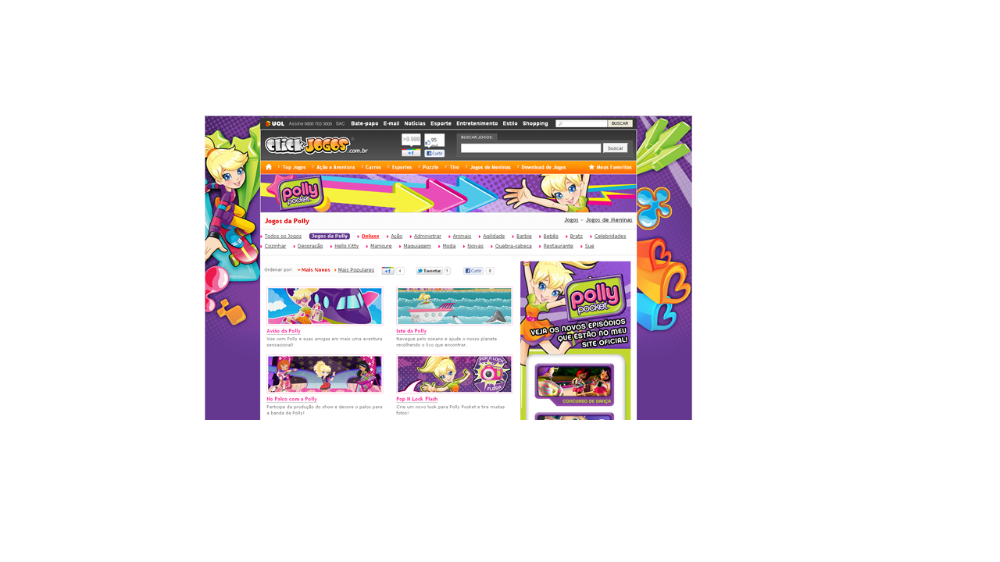 UOL Assine 0800 703 3000 SAC Bate-papo E-mail Notícias Esporte Entretenimento Estilo Shopping BUSCAR
CLICK JOGOS .com.br
>9.999 95 mil
+1 Curtir
BUSCAR JOGOS:
buscar
Top Jogos Ação e Aventura Carros Esportes Puzzle Tiro Jogos de Meninas Download de Jogos Meus Favoritos
polly pocket
Jogos da Polly
Jogos – Jogos de Meninas
Todos os Jogos Jogos da Polly Deluxe Ação Administrar Animais Agilidade Barbie Bebês Bratz Celebridades
Cozinhar Decoração Hello Kitty Manicure Maquiagem Moda Noivas Quebra-cabeça Restaurante Sue
Ordenar por: Mais Novos Mais Populares +1 4 Tweetar 1 Curtir 8
Avião da Polly
Voe com Polly e suas amigas em mais uma aventura
sensacional!
Iate da Polly
Navegue pelo oceano e ajude o nosso planeta
recolhendo o lixo que encontrar.
No Palco com a Polly
Participe da produção do show e decore o palco para
a banda da Polly!
POP N LOCK
FLASH
Pop N Lock Flash
Crie um novo look para Polly Pocket e tire muitas
fotos!
polly pocket
VEJA OS NOVOS EPISÓDIOS
QUE ESTÃO NO MEU
SITE OFICIAL!
CONCURSO DE DANÇA